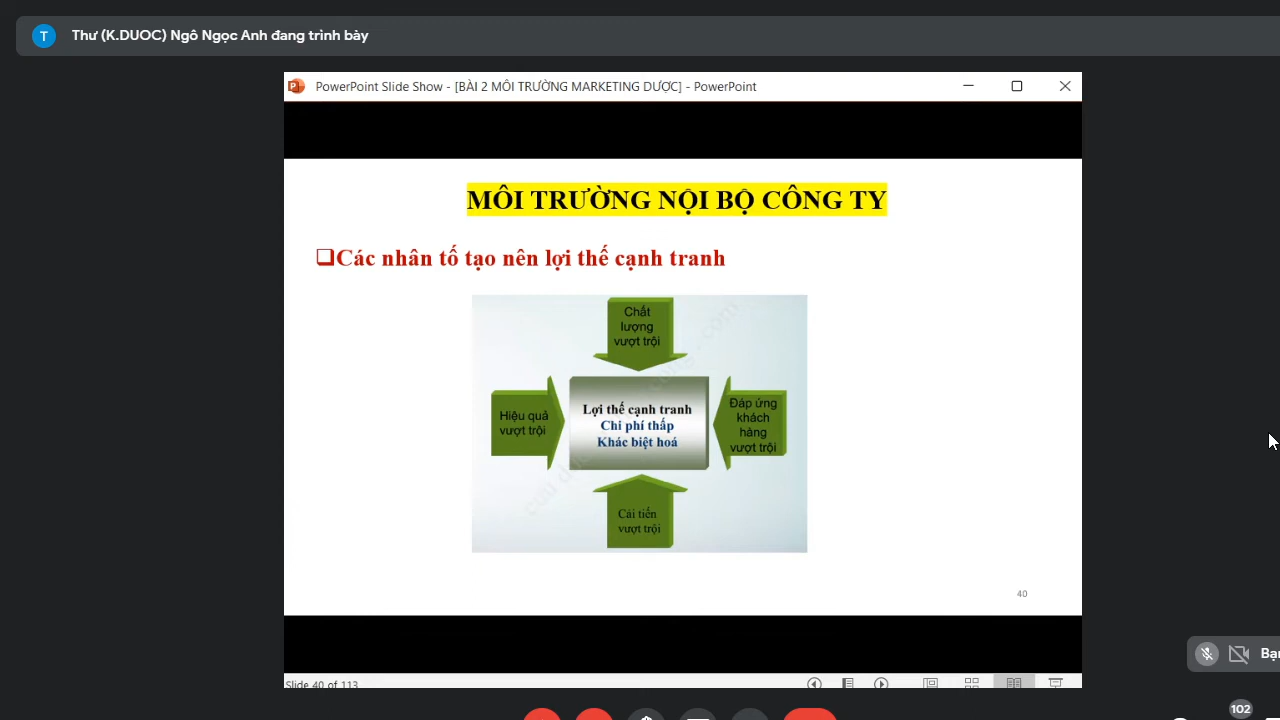 T Thư (K.DUOC) Ngô Ngọc Anh đang trình bày
PowerPoint Slide Show - [BÀI 2 MÔI TRƯỜNG MARKETING DƯỢC] - PowerPoint
MÔI TRƯỜNG NỘI BỘ CÔNG TY
❑Các nhân tố tạo nên lợi thế cạnh tranh
Chất
lượng
vượt trội
Hiệu quả
vượt trội
Lợi thế cạnh tranh
Chi phí thấp
Khác biệt hoá
Đáp ứng
khách
hàng
vượt trội
Cải tiến
vượt trội
40
Slide 40 of 113
102